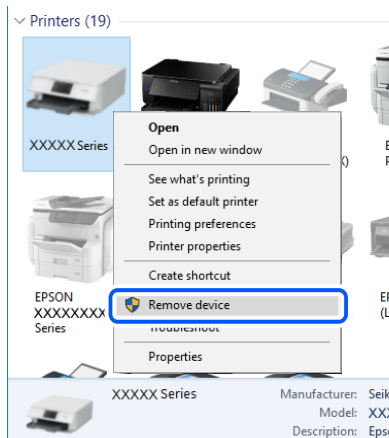 Printers (19)
XXXXX Series
Open
Open in new window
See what's printing
Set as default printer
Printing preferences
Printer properties
Create shortcut
Remove device
Troubleshoot
Properties
EPSON
XXXXXXXX
Series
XXXXX Series
Manufacturer:
Model:
Description: